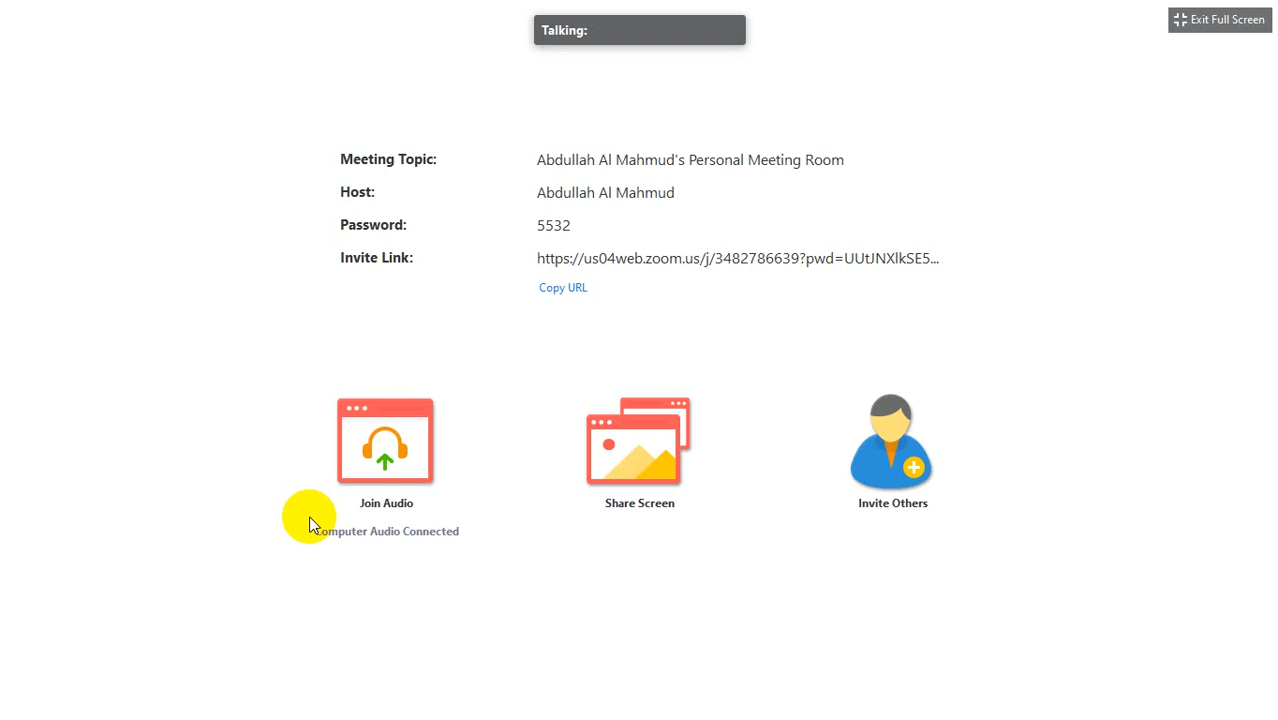 Talking:
Exit Full Screen
Meeting Topic: Abdullah Al Mahmud's Personal Meeting Room
Host: Abdullah Al Mahmud
Password: 5532
Invite Link: https://us04web.zoom.us/j/3482786639?pwd=UUtJNXlkSE5...
Copy URL
Join Audio
Share Screen
Invite Others
Computer Audio Connected